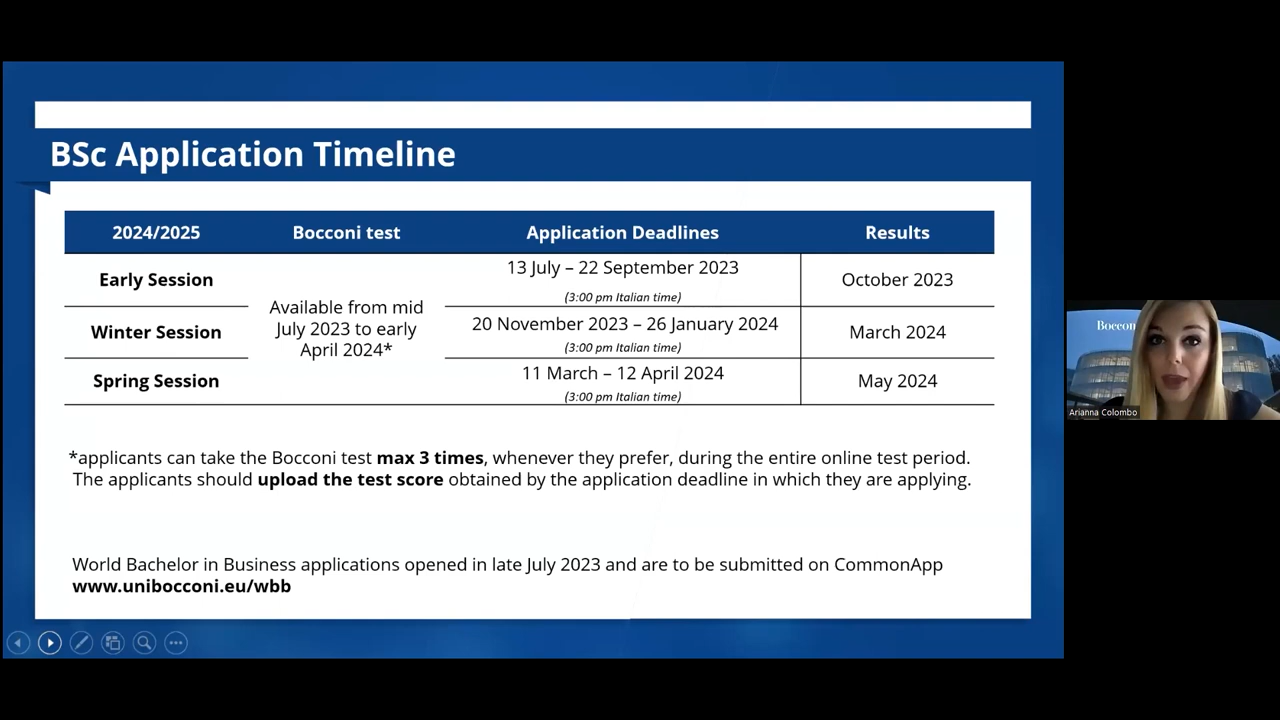 BSc Application Timeline
2024/2025 Bocconi test Application Deadlines Results
Early Session
13 July – 22 September 2023
(3:00 pm Italian time)
October 2023
Available from mid
July 2023 to early
April 2024*
Winter Session
20 November 2023 – 26 January 2024
(3:00 pm Italian time)
March 2024
Spring Session
11 March – 12 April 2024
(3:00 pm Italian time)
May 2024
*applicants can take the Bocconi test max 3 times, whenever they prefer, during the entire online test period.
The applicants should upload the test score obtained by the application deadline in which they are applying.
World Bachelor in Business applications opened in late July 2023 and are to be submitted on CommonApp
www.unibocconi.eu/wbb
Boccon
Arianna Colombo